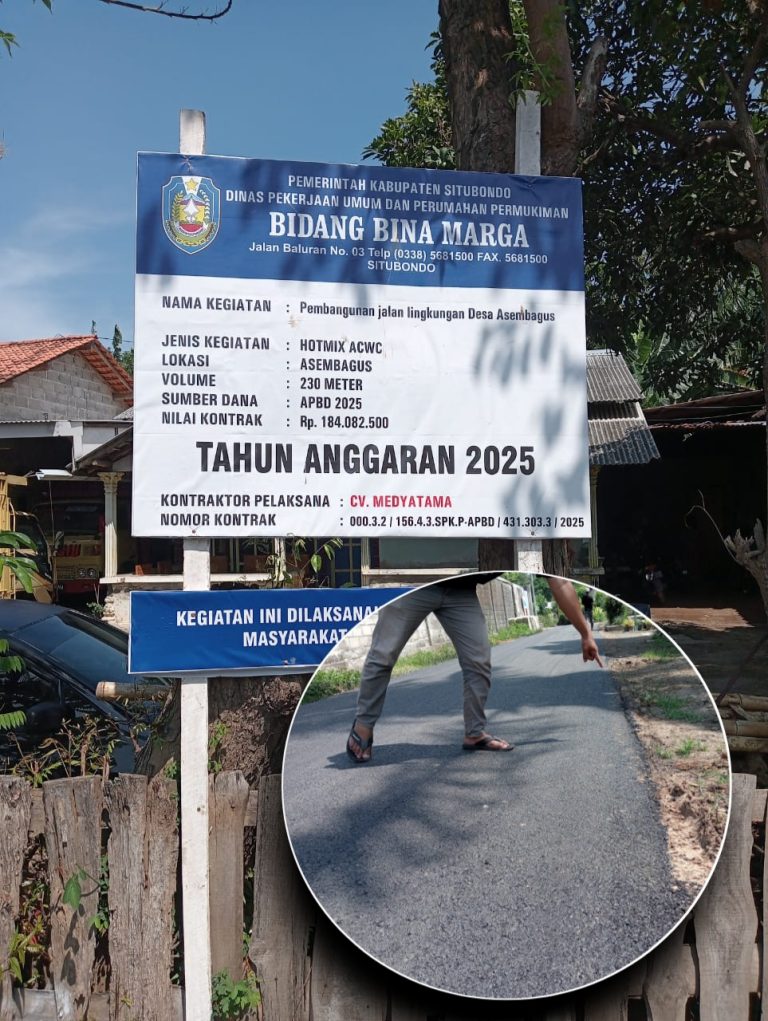 PEMERINTAH KABUPATEN SITUBONDO
DINAS PEKERJAAN UMUM DAN PERUMAHAN PERMUKIMAN
BIDANG BINA MARGA
Jalan Baluran No. 03 Telp (0338) 5681500 FAX. 5681500
SITUBONDO
NAMA KEGIATAN : Pembangunan jalan lingkungan Desa Asembagus
JENIS KEGIATAN : HOTMIX ACWC
LOKASI : ASEMBAGUS
VOLUME : 230 METER
SUMBER DANA : APBD 2025
NILAI KONTRAK : Rp. 184.082.500
TAHUN ANGGARAN 2025
KONTRAKTOR PELAKSANA : CV. MEDYATAMA
NOMOR KONTRAK : 000.3.2 / 156.4.3.SPK.P-APBD / 431.303.3 / 2025
KEGIATAN INI
MASYARAKAT